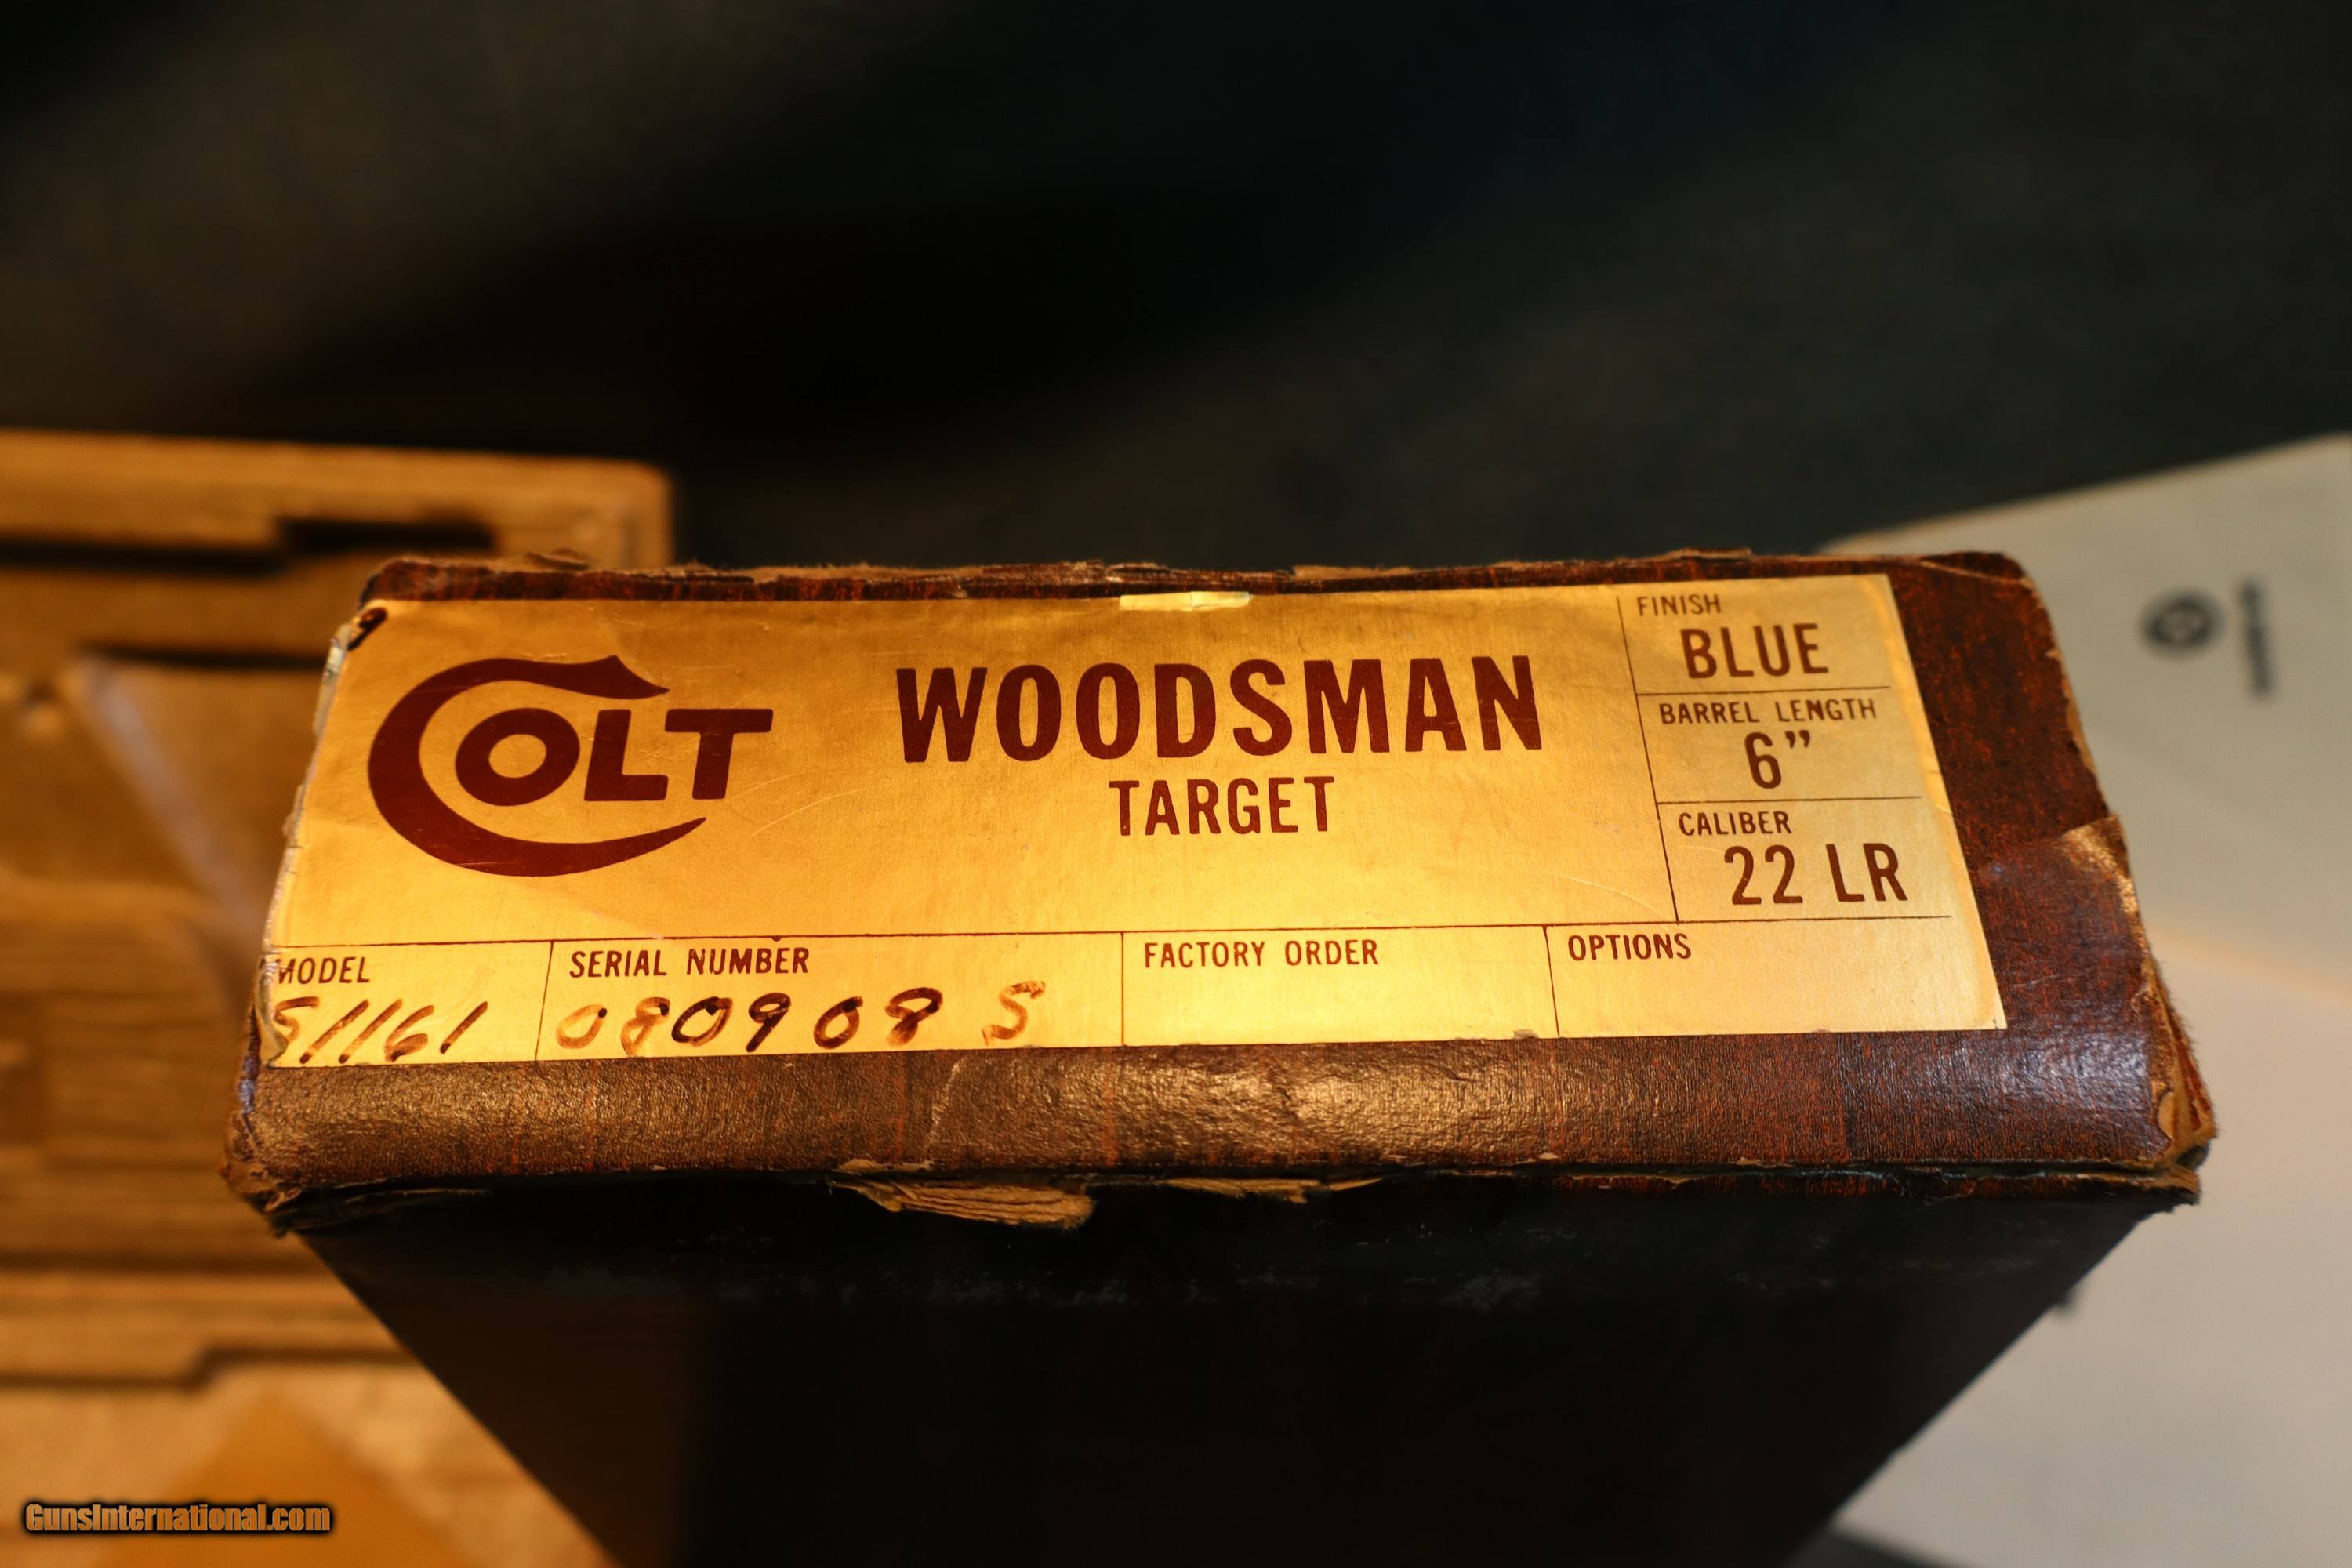 COLT
WOODSMAN
TARGET
FINISH
BLUE
BARREL LENGTH
6”
CALIBER
22 LR
MODEL
S1161
SERIAL NUMBER
080908 S
FACTORY ORDER
OPTIONS
GunsInternational.com